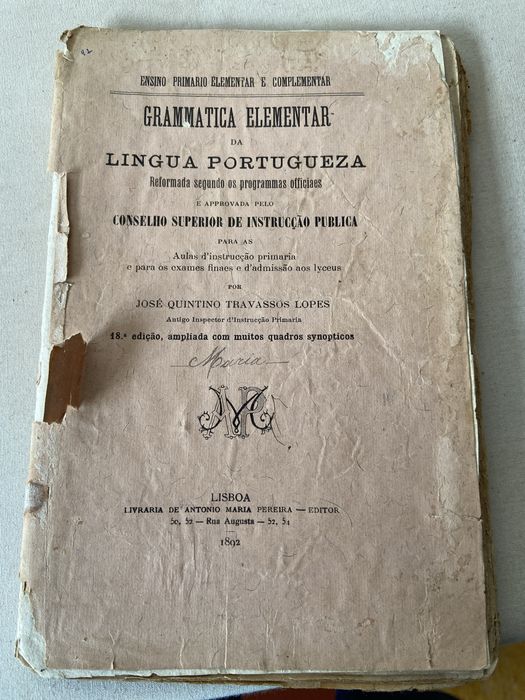 92
ENSINO PRIMARIO ELEMENTAR E COMPLEMENTAR
GRAMMATICA ELEMENTAR
DA
LINGUA PORTUGUEZA
Reformada segundo os programmas officiaes
E APPROVADA PELO
CONSELHO SUPERIOR DE INSTRUCÇÃO PUBLICA
PARA AS
Aulas d'instrucção primaria
e para os exames finaes e d'admissão aos lyceus
POR
JOSÉ QUINTINO TRAVASSOS LOPES
Antigo Inspector d'Instrucção Primaria
18.ª edição, ampliada com muitos quadros synopticos
Maria
LISBOA
LIVRARIA DE ANTONIO MARIA PEREIRA — EDITOR
50, 52 — Rua Augusta — 52, 54
1892